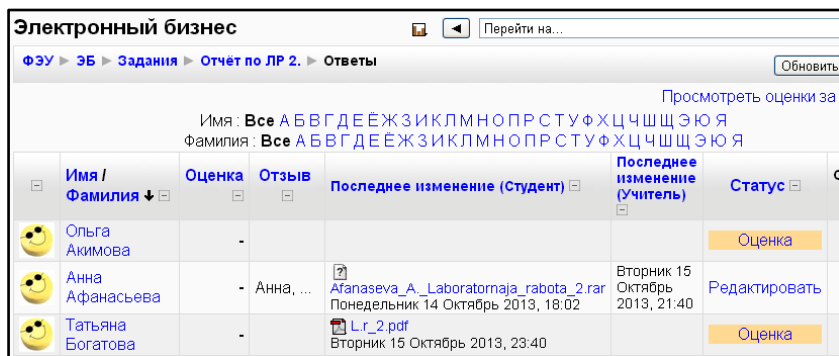 Электронный бизнес
Перейти на...
ФЭУ ► ЭБ ► Задания ► Отчёт по ЛР 2. ► Ответы
Обновить
Просмотреть оценки за
Имя : Все А Б В Г Д Е Ё Ж З И К Л М Н О П Р С Т У Ф Х Ц Ч Ш Щ Э Ю Я
Фамилия : Все А Б В Г Д Е Ё Ж З И К Л М Н О П Р С Т У Ф Х Ц Ч Ш Щ Э Ю Я
Имя /
Фамилия ↓
Оценка
Отзыв
Последнее изменение (Студент)
Последнее
изменение
(Учитель)
Статус
Ольга
Акимова
-
Оценка
Анна
Афанасьева
-
Анна, ...
Afanaseva_A._Laboratornaja_rabota_2.rar
Понедельник 14 Октябрь 2013, 18:02
Вторник 15
Октябрь
2013, 21:40
Редактировать
Татьяна
Богатова
-
L.r_2.pdf
Вторник 15 Октябрь 2013, 23:40
Оценка